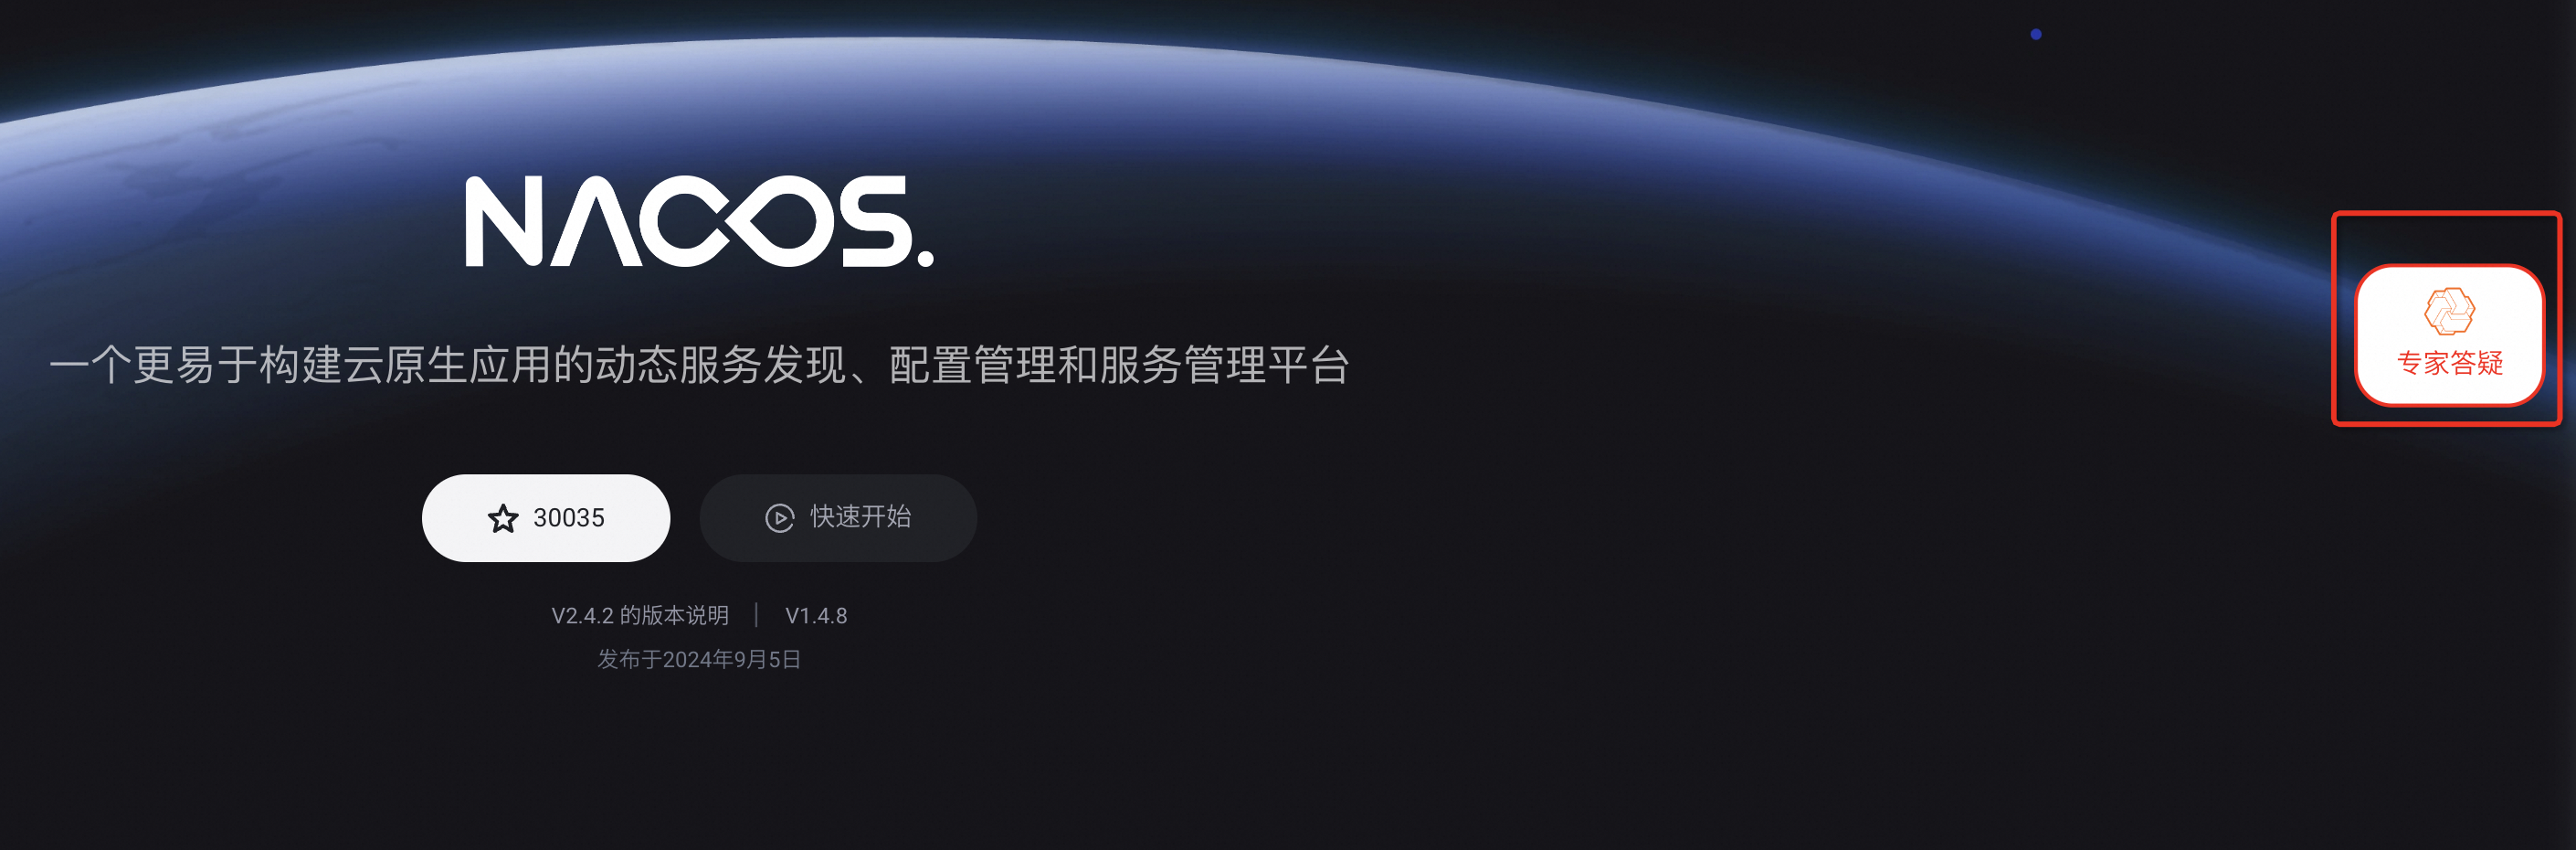 NACOS.
一个更易于构建云原生应用的动态服务发现、配置管理和服务管理平台
专家答疑
30035
快速开始
V2.4.2 的版本说明 | V1.4.8
发布于2024年9月5日